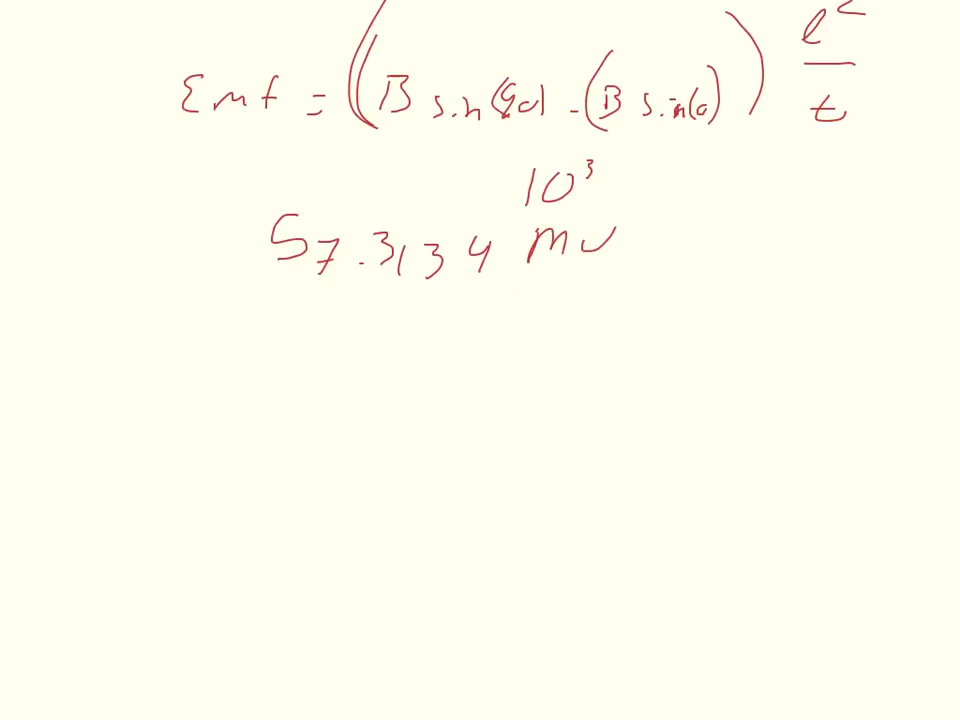 Emf = ((B sin(90) - (B sin(0)) l²/t
10³
57.3134 mV